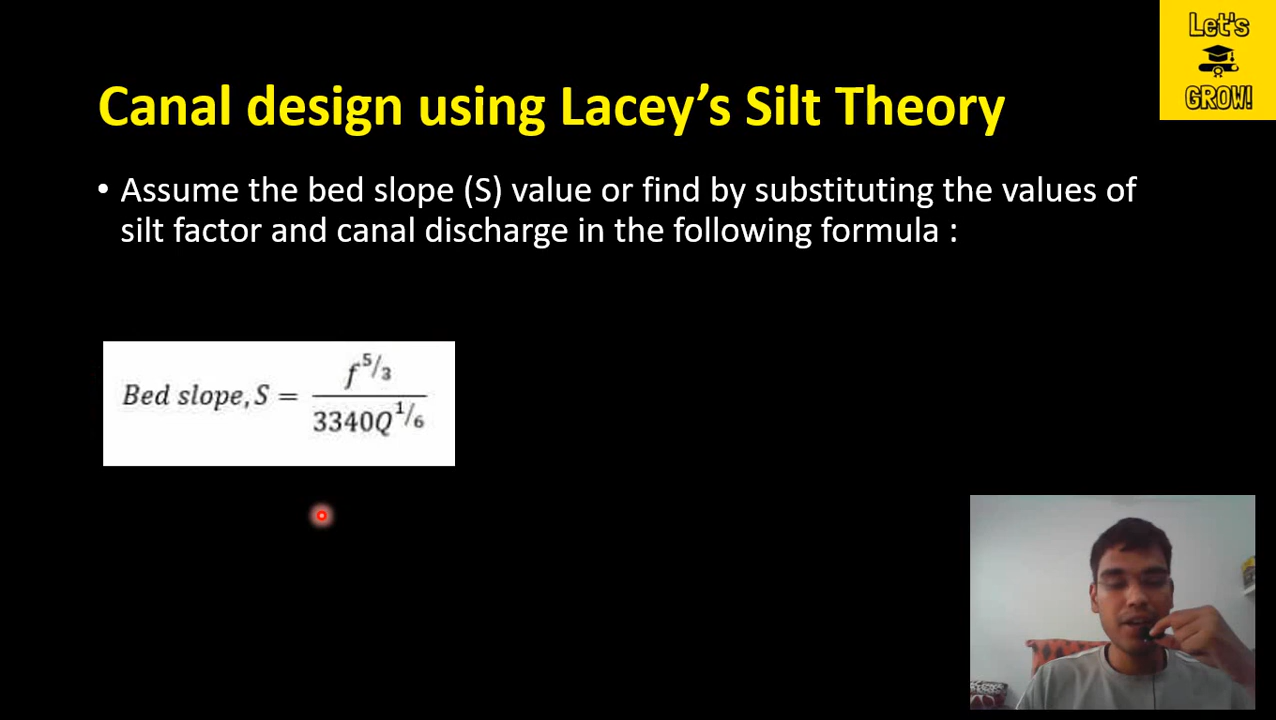 Let's
GROW!
Canal design using Lacey’s Silt Theory
• Assume the bed slope (S) value or find by substituting the values of
silt factor and canal discharge in the following formula :
Bed slope, S = f^5/3 / 3340Q^1/6